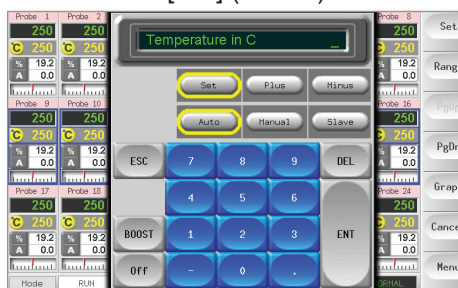 Probe 1 Probe 2 Probe 8
250 250 250
Temperature in C _
Set
°C 250 °C 250 °C 250
% 19.2 % 19.2 % 19.2
A 0.0 A 0.0 A 0.0
Set Plus Minus
Probe 9 Probe 10 Probe 16
250 250 250
Auto Manual Slave
PgUp
°C 250 °C 250 °C 250
% 19.2 % 19.2 % 19.2
A 0.0 A 0.0 A 0.0
PgDn
ESC 7 8 9 DEL
Probe 17 Probe 18 Probe 24
250 250 250
4 5 6
°C 250 °C 250 °C 250
% 19.2 % 19.2 % 19.2
A 0.0 A 0.0 A 0.0
BOOST 1 2 3 ENT
Off - 0 .
Menu
Mode RUN